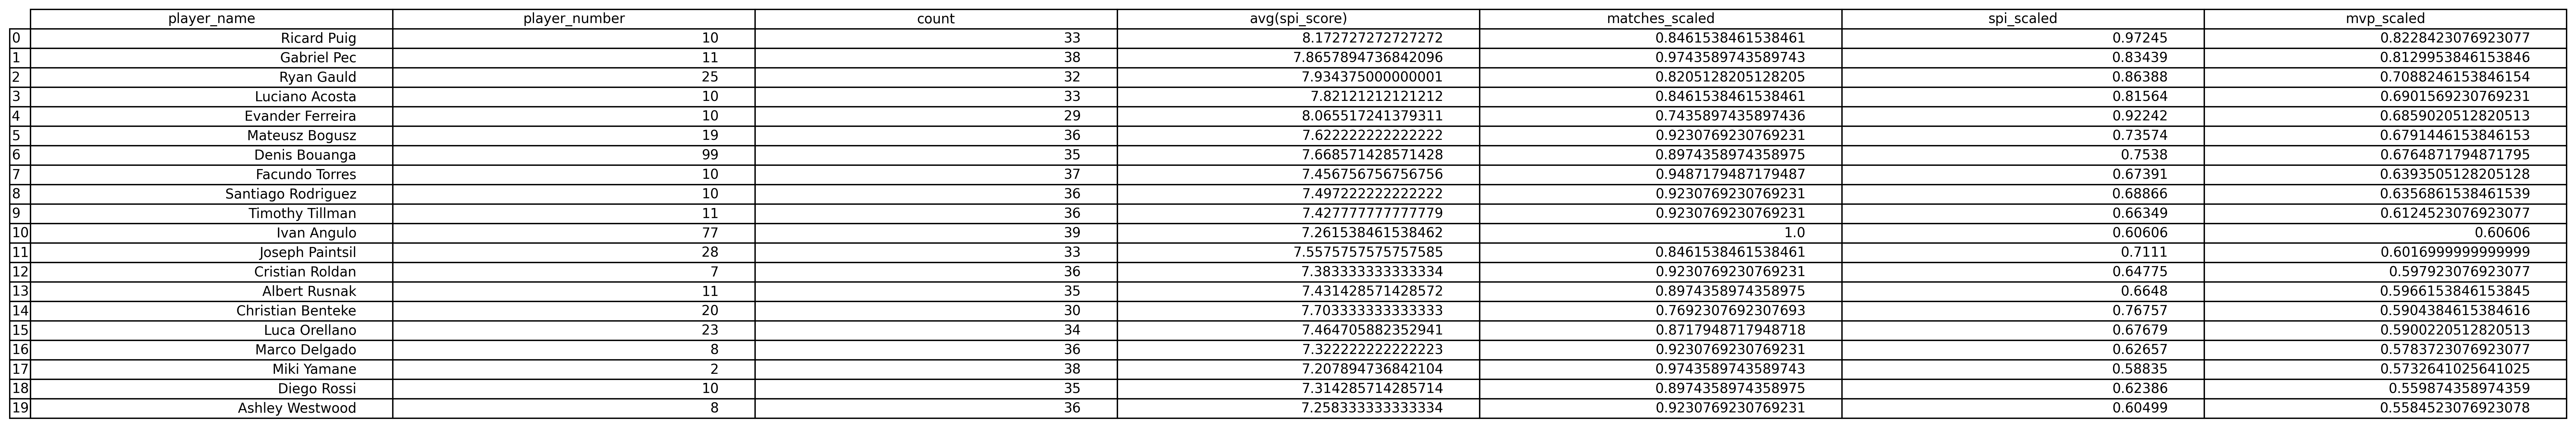 player_name player_number count avg(spi_score) matches_scaled spi_scaled mvp_scaled
0 Ricard Puig 10 33 8.172727272727272 0.8461538461538461 0.97245 0.8228423076923077
1 Gabriel Pec 11 38 7.8657894736842096 0.9743589743589743 0.83439 0.8129953846153846
2 Ryan Gauld 25 32 7.934375000000001 0.8205128205128205 0.86388 0.7088246153846154
3 Luciano Acosta 10 33 7.82121212121212 0.8461538461538461 0.81564 0.6901569230769231
4 Evander Ferreira 10 29 8.065517241379311 0.7435897435897436 0.92242 0.6859020512820513
5 Mateusz Bogusz 19 36 7.622222222222222 0.9230769230769231 0.73574 0.6791446153846153
6 Denis Bouanga 99 35 7.668571428571428 0.8974358974358975 0.7538 0.6764871794871795
7 Facundo Torres 10 37 7.456756756756756 0.9487179487179487 0.67391 0.6393505128205128
8 Santiago Rodriguez 10 36 7.497222222222222 0.9230769230769231 0.68866 0.6356861538461539
9 Timothy Tillman 11 36 7.427777777777779 0.9230769230769231 0.66349 0.6124523076923077
10 Ivan Angulo 77 39 7.261538461538462 1.0 0.60606 0.60606
11 Joseph Paintsil 28 33 7.5575757575757585 0.8461538461538461 0.7111 0.6016999999999999
12 Cristian Roldan 7 36 7.383333333333334 0.9230769230769231 0.64775 0.597923076923077
13 Albert Rusnak 11 35 7.431428571428572 0.8974358974358975 0.6648 0.5966153846153845
14 Christian Benteke 20 30 7.703333333333333 0.7692307692307693 0.76757 0.5904384615384616
15 Luca Orellano 23 34 7.464705882352941 0.8717948717948718 0.67679 0.5900220512820513
16 Marco Delgado 8 36 7.322222222222223 0.9230769230769231 0.62657 0.5783723076923077
17 Miki Yamane 2 38 7.207894736842104 0.9743589743589743 0.58835 0.5732641025641025
18 Diego Rossi 10 35 7.314285714285714 0.8974358974358975 0.62386 0.559874358974359
19 Ashley Westwood 8 36 7.258333333333334 0.9230769230769231 0.60499 0.5584523076923078